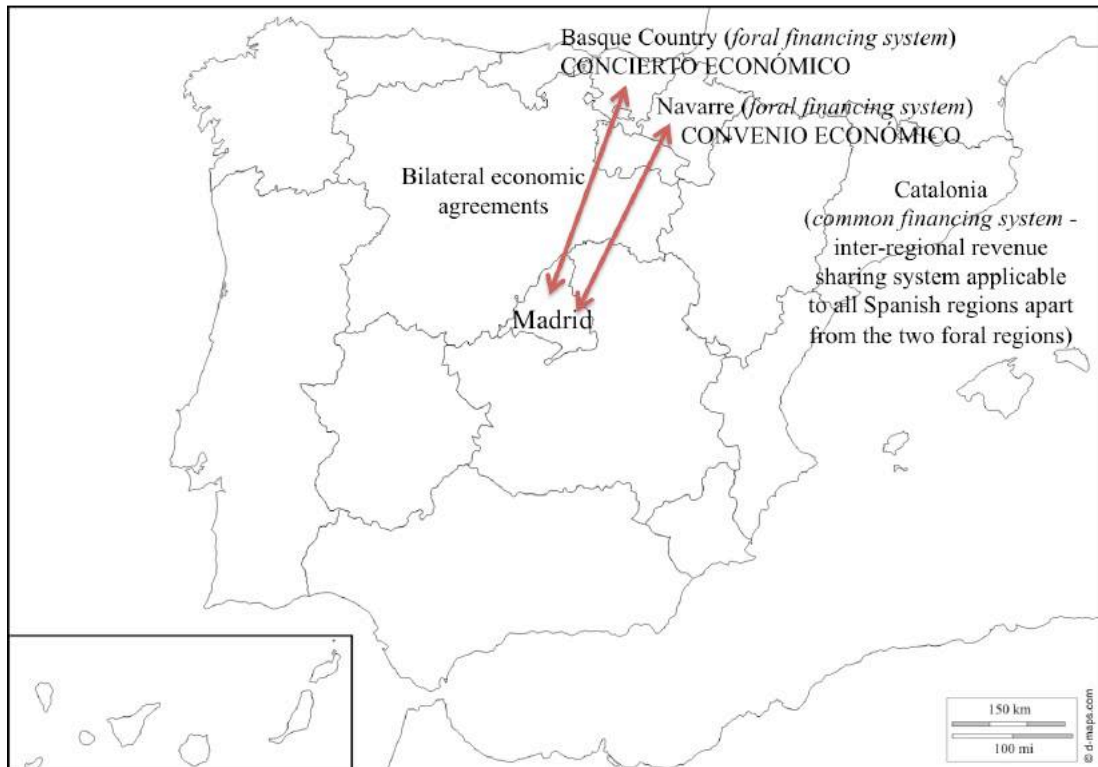 Basque Country (foral financing system)
CONCIERTO ECONÓMICO
Navarre (foral financing system)
CONVENIO ECONÓMICO
Bilateral economic
agreements
Catalonia
(common financing system -
inter-regional revenue
sharing system applicable
to all Spanish regions apart
from the two foral regions)
Madrid
150 km
100 mi
© d-maps.com